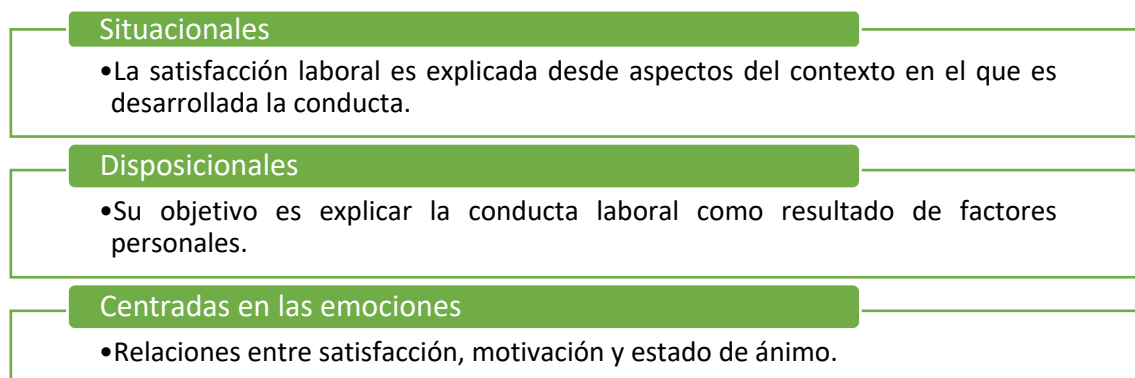 Situacionales
•La satisfacción laboral es explicada desde aspectos del contexto en el que es
desarrollada la conducta.
Disposicionales
•Su objetivo es explicar la conducta laboral como resultado de factores
personales.
Centradas en las emociones
•Relaciones entre satisfacción, motivación y estado de ánimo.